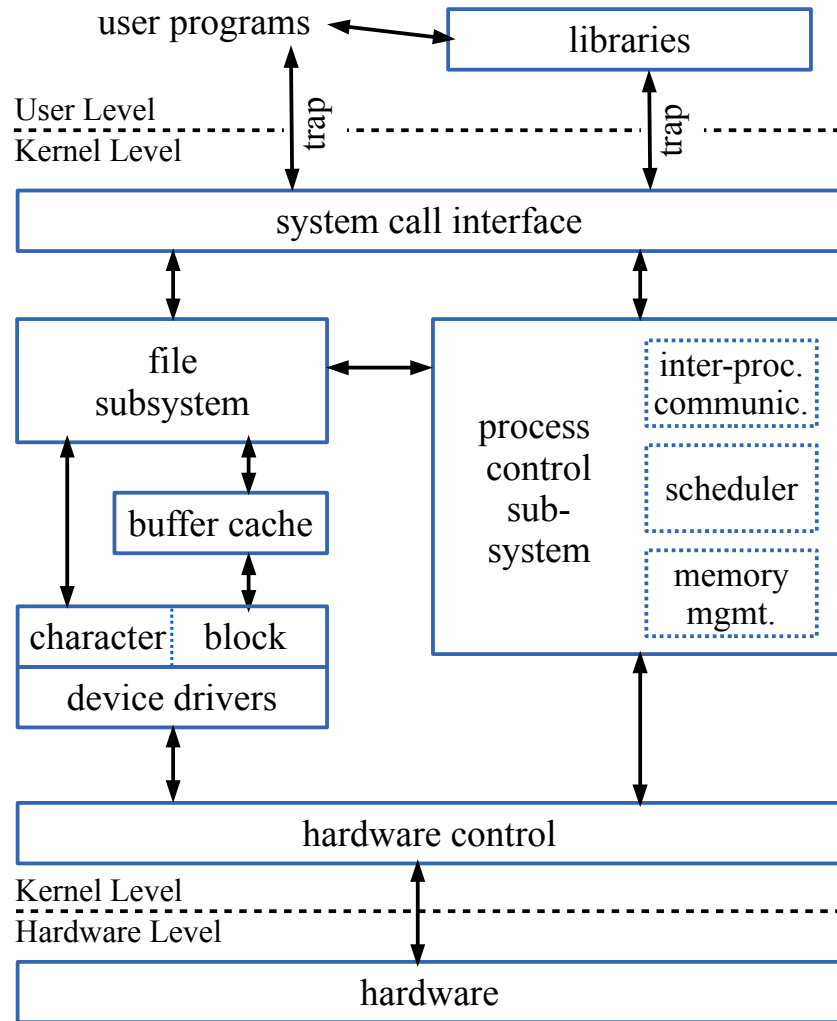 user programs
libraries
trap
trap
User Level
Kernel Level
system call interface
file
subsystem
process
control
sub-
system
inter-proc.
communic.
scheduler
memory
mgmt.
buffer cache
character
block
device drivers
hardware control
Kernel Level
Hardware Level
hardware